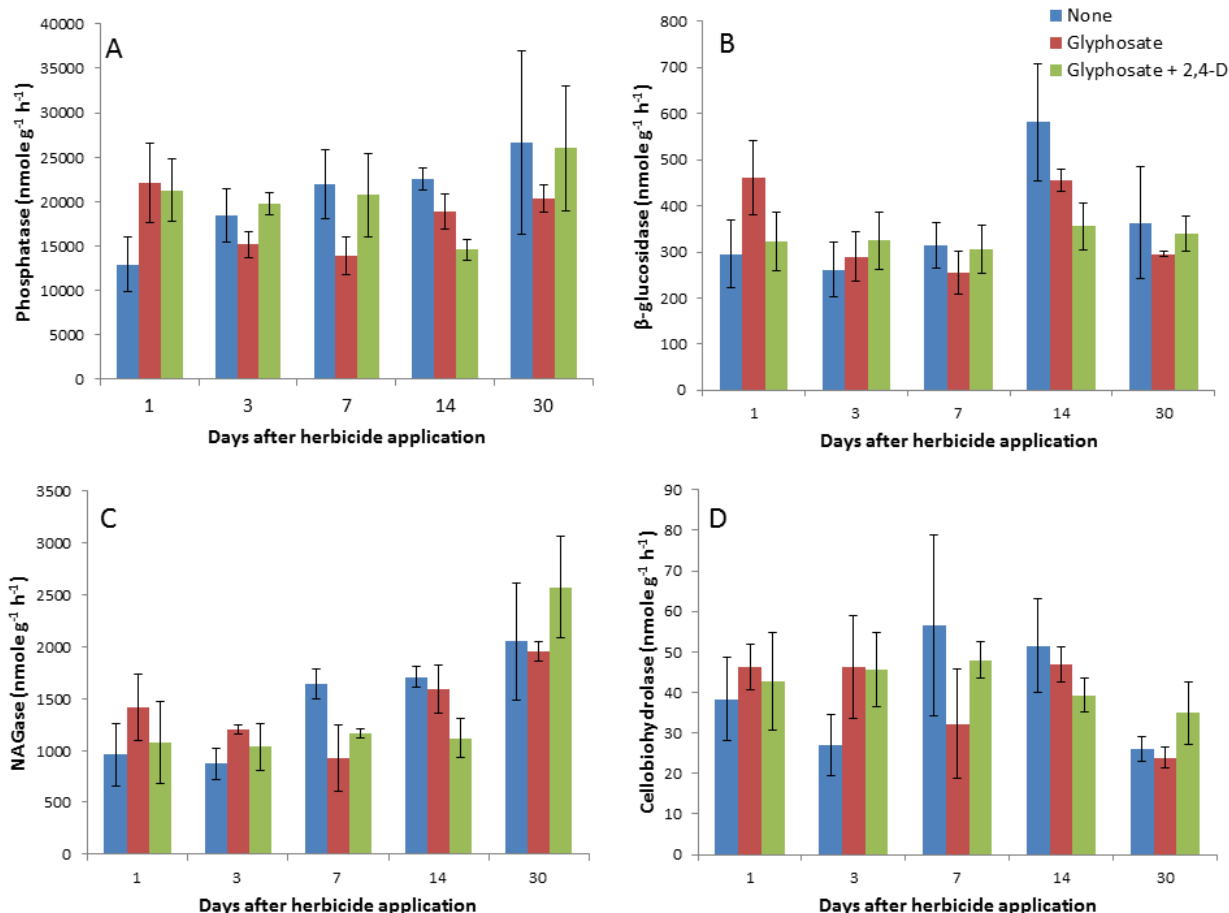 A
Phosphatase (nmole g⁻¹ h⁻¹)
40000
35000
30000
25000
20000
15000
10000
5000
0
1 3 7 14 30
Days after herbicide application
B
None
Glyphosate
Glyphosate + 2,4-D
β-glucosidase (nmole g⁻¹ h⁻¹)
800
700
600
500
400
300
200
100
0
1 3 7 14 30
Days after herbicide application
C
NAGase (nmole g⁻¹ h⁻¹)
3500
3000
2500
2000
1500
1000
500
0
1 3 7 14 30
Days after herbicide application
D
Cellobiohydrolase (nmole g⁻¹ h⁻¹)
90
80
70
60
50
40
30
20
10
0
1 3 7 14 30
Days after herbicide application